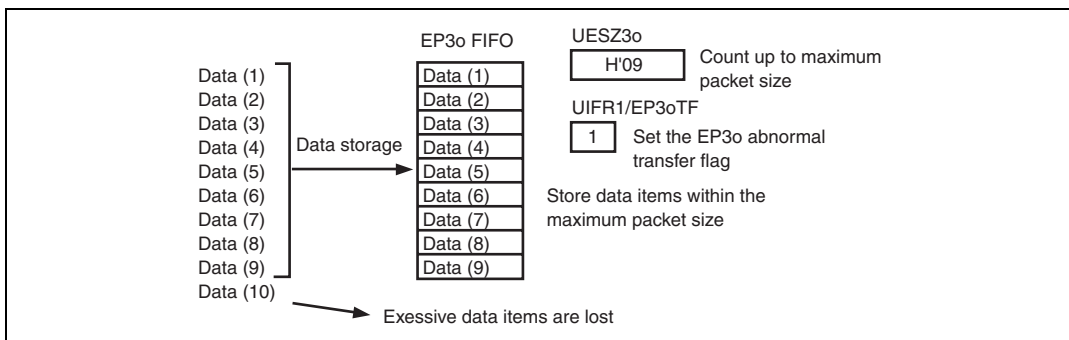 EP3o FIFO
UESZ3o
H'09
Count up to maximum
packet size
UIFR1/EP3oTF
1
Set the EP3o abnormal
transfer flag
Data (1)
Data (2)
Data (3)
Data (4)
Data (5)
Data (6)
Data (7)
Data (8)
Data (9)
Data (10)
Data storage
Data (1)
Data (2)
Data (3)
Data (4)
Data (5)
Data (6)
Data (7)
Data (8)
Data (9)
Store data items within the
maximum packet size
Exessive data items are lost